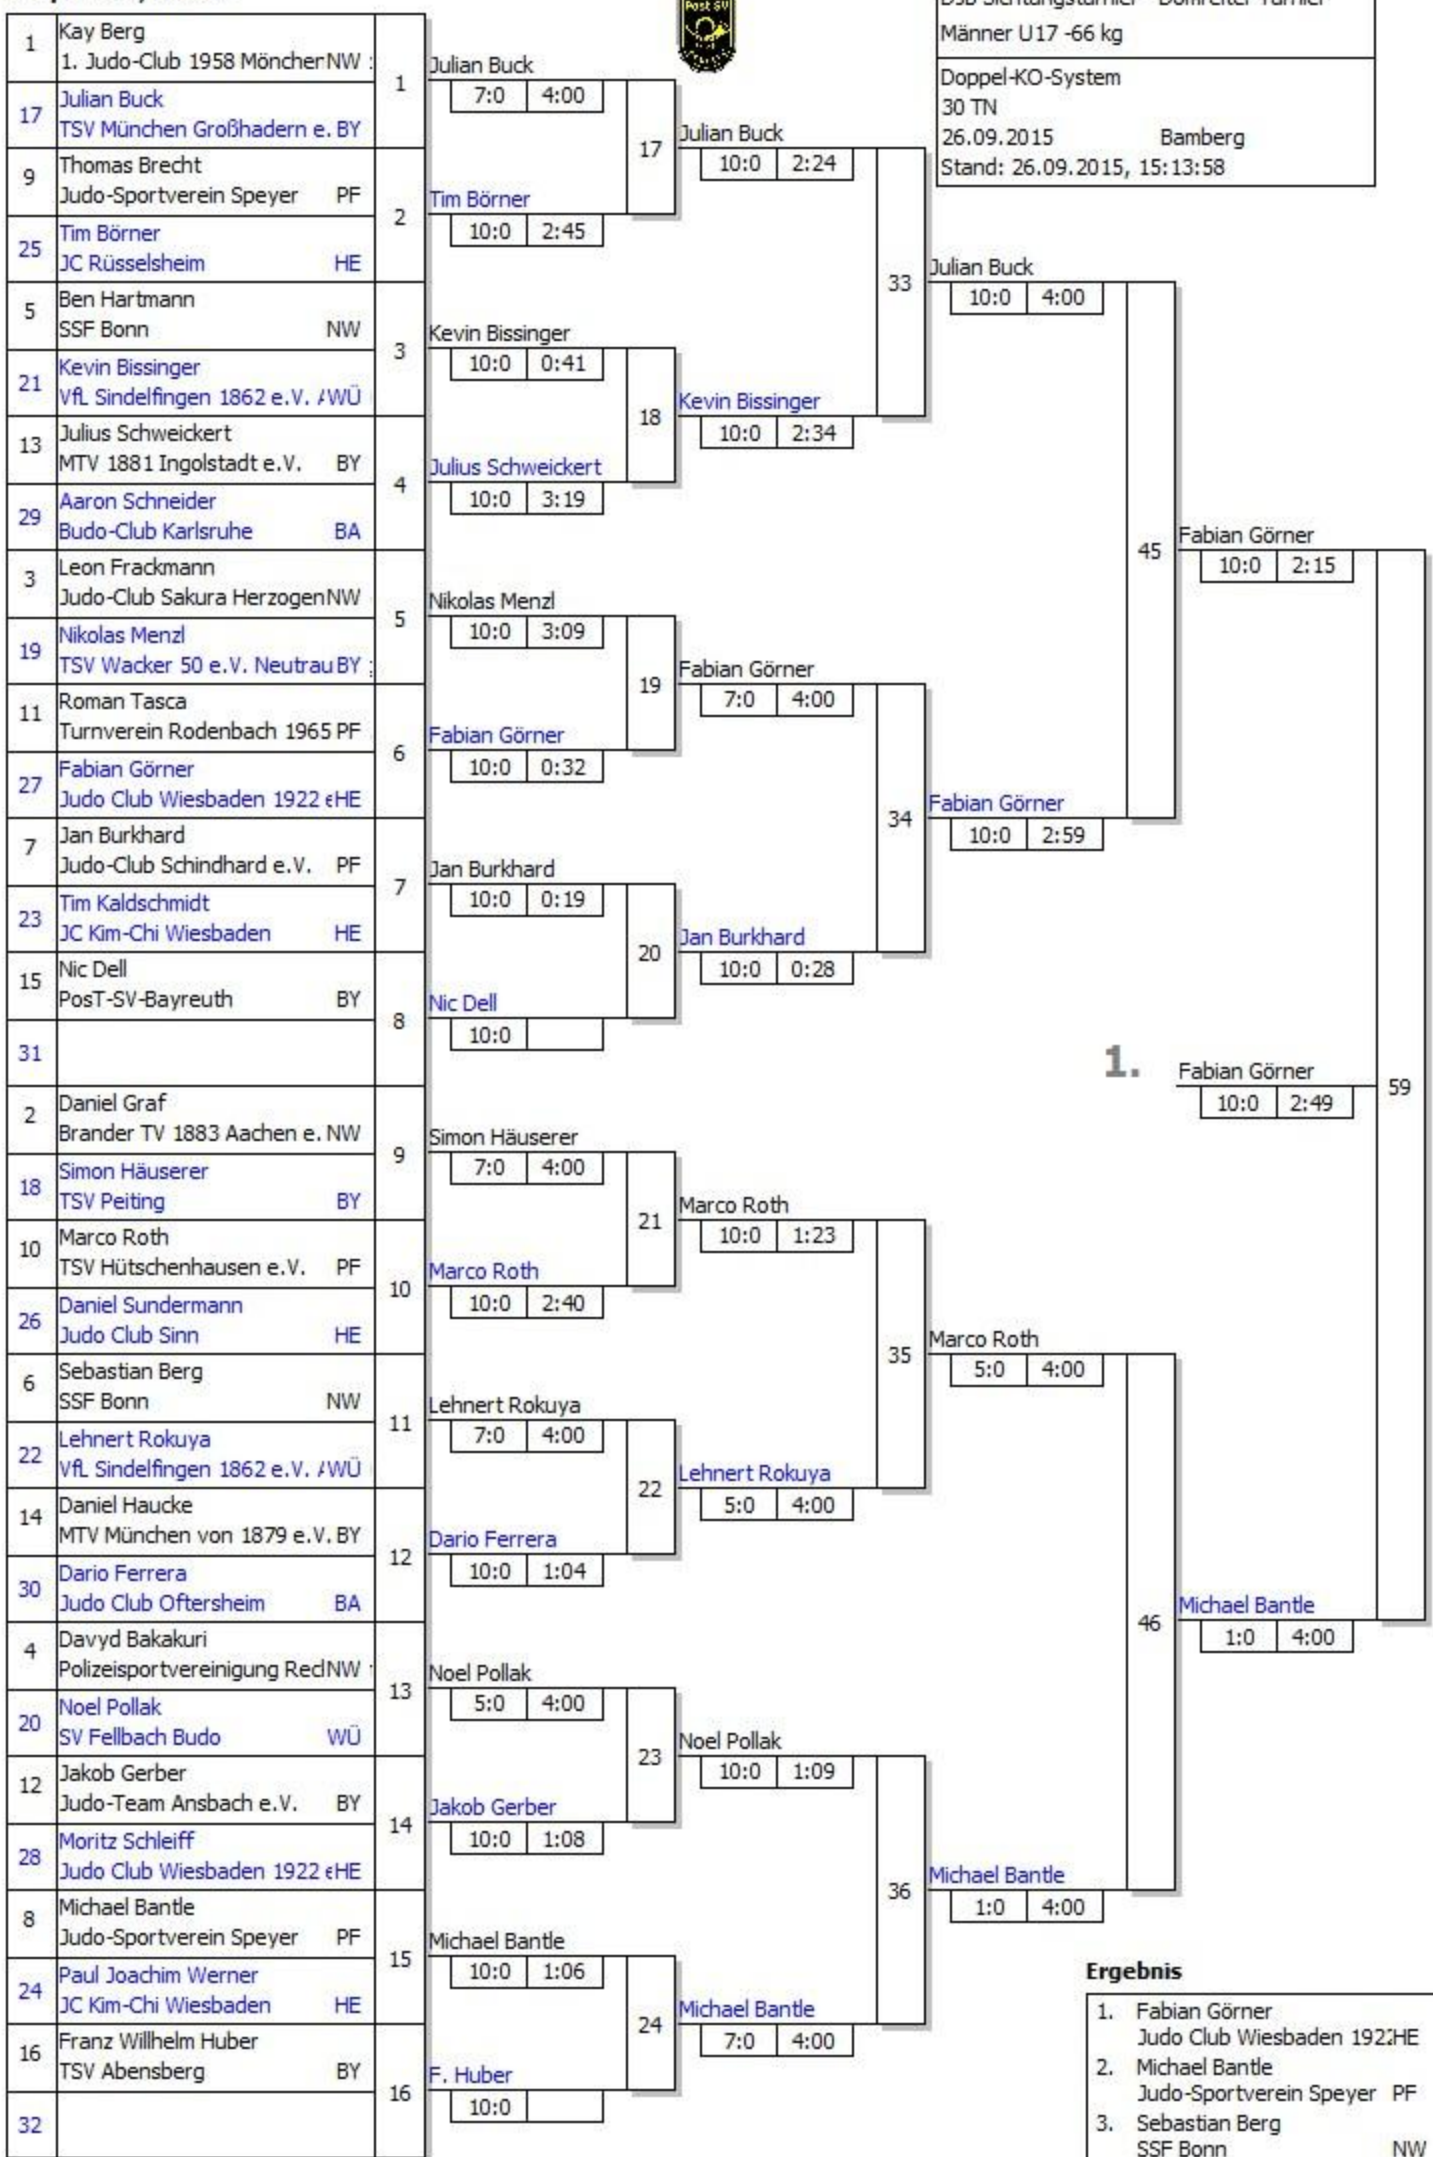 Post SV
Männer U17 -66 kg
Doppel-KO-System
30 TN
26.09.2015 Bamberg
Stand: 26.09.2015, 15:13:58
1 Kay Berg
1. Judo-Club 1958 Möncher NW
17 Julian Buck
TSV München Großhadern e. BY
9 Thomas Brecht
Judo-Sportverein Speyer PF
25 Tim Börner
JC Rüsselsheim HE
5 Ben Hartmann
SSF Bonn NW
21 Kevin Bissinger
VfL Sindelfingen 1862 e.V. WÜ
13 Julius Schweickert
MTV 1881 Ingolstadt e.V. BY
29 Aaron Schneider
Budo-Club Karlsruhe BA
3 Leon Frackmann
Judo-Club Sakura Herzogen NW
19 Nikolas Menzl
TSV Wacker 50 e.V. Neutrau BY
11 Roman Tasca
Turnverein Rodenbach 1965 PF
27 Fabian Görner
Judo Club Wiesbaden 1922 HE
7 Jan Burkhard
Judo-Club Schindhard e.V. PF
23 Tim Kaldschmidt
JC Kim-Chi Wiesbaden HE
15 Nic Dell
PosT-SV-Bayreuth BY
31
2 Daniel Graf
Brander TV 1883 Aachen e. NW
18 Simon Häuserer
TSV Peiting BY
10 Marco Roth
TSV Hütschenhausen e.V. PF
26 Daniel Sundermann
Judo Club Sinn HE
6 Sebastian Berg
SSF Bonn NW
22 Lehnert Rokuya
VfL Sindelfingen 1862 e.V. WÜ
14 Daniel Haucke
MTV München von 1879 e.V. BY
30 Dario Ferrera
Judo Club Oftersheim BA
4 Davyd Bakakuri
Polizeisportvereinigung Recl NW
20 Noel Pollak
SV Fellbach Budo WÜ
12 Jakob Gerber
Judo-Team Ansbach e.V. BY
28 Moritz Schleiff
Judo Club Wiesbaden 1922 HE
8 Michael Bantle
Judo-Sportverein Speyer PF
24 Paul Joachim Werner
JC Kim-Chi Wiesbaden HE
16 Franz Willhelm Huber
TSV Abensberg BY
32
1 Julian Buck
7:0 4:00
2 Tim Börner
10:0 2:45
3 Kevin Bissinger
10:0 0:41
4 Julius Schweickert
10:0 3:19
5 Nikolas Menzl
10:0 3:09
6 Fabian Görner
10:0 0:32
7 Jan Burkhard
10:0 0:19
8 Nic Dell
10:0
9 Simon Häuserer
7:0 4:00
10 Marco Roth
10:0 2:40
11 Lehnert Rokuya
7:0 4:00
12 Dario Ferrera
10:0 1:04
13 Noel Pollak
5:0 4:00
14 Jakob Gerber
10:0 1:08
15 Michael Bantle
10:0 1:06
16 F. Huber
10:0
17 Julian Buck
10:0 2:24
18 Kevin Bissinger
10:0 2:34
19 Fabian Görner
7:0 4:00
20 Jan Burkhard
10:0 0:28
21 Marco Roth
10:0 1:23
22 Lehnert Rokuya
5:0 4:00
23 Noel Pollak
10:0 1:09
24 Michael Bantle
7:0 4:00
33 Julian Buck
10:0 4:00
34 Fabian Görner
10:0 2:59
35 Marco Roth
5:0 4:00
36 Michael Bantle
1:0 4:00
45 Fabian Görner
10:0 2:15
46 Michael Bantle
1:0 4:00
1. Fabian Görner
10:0 2:49
59
Ergebnis
1. Fabian Görner
Judo Club Wiesbaden 192 HE
2. Michael Bantle
Judo-Sportverein Speyer PF
3. Sebastian Berg
SSF Bonn NW